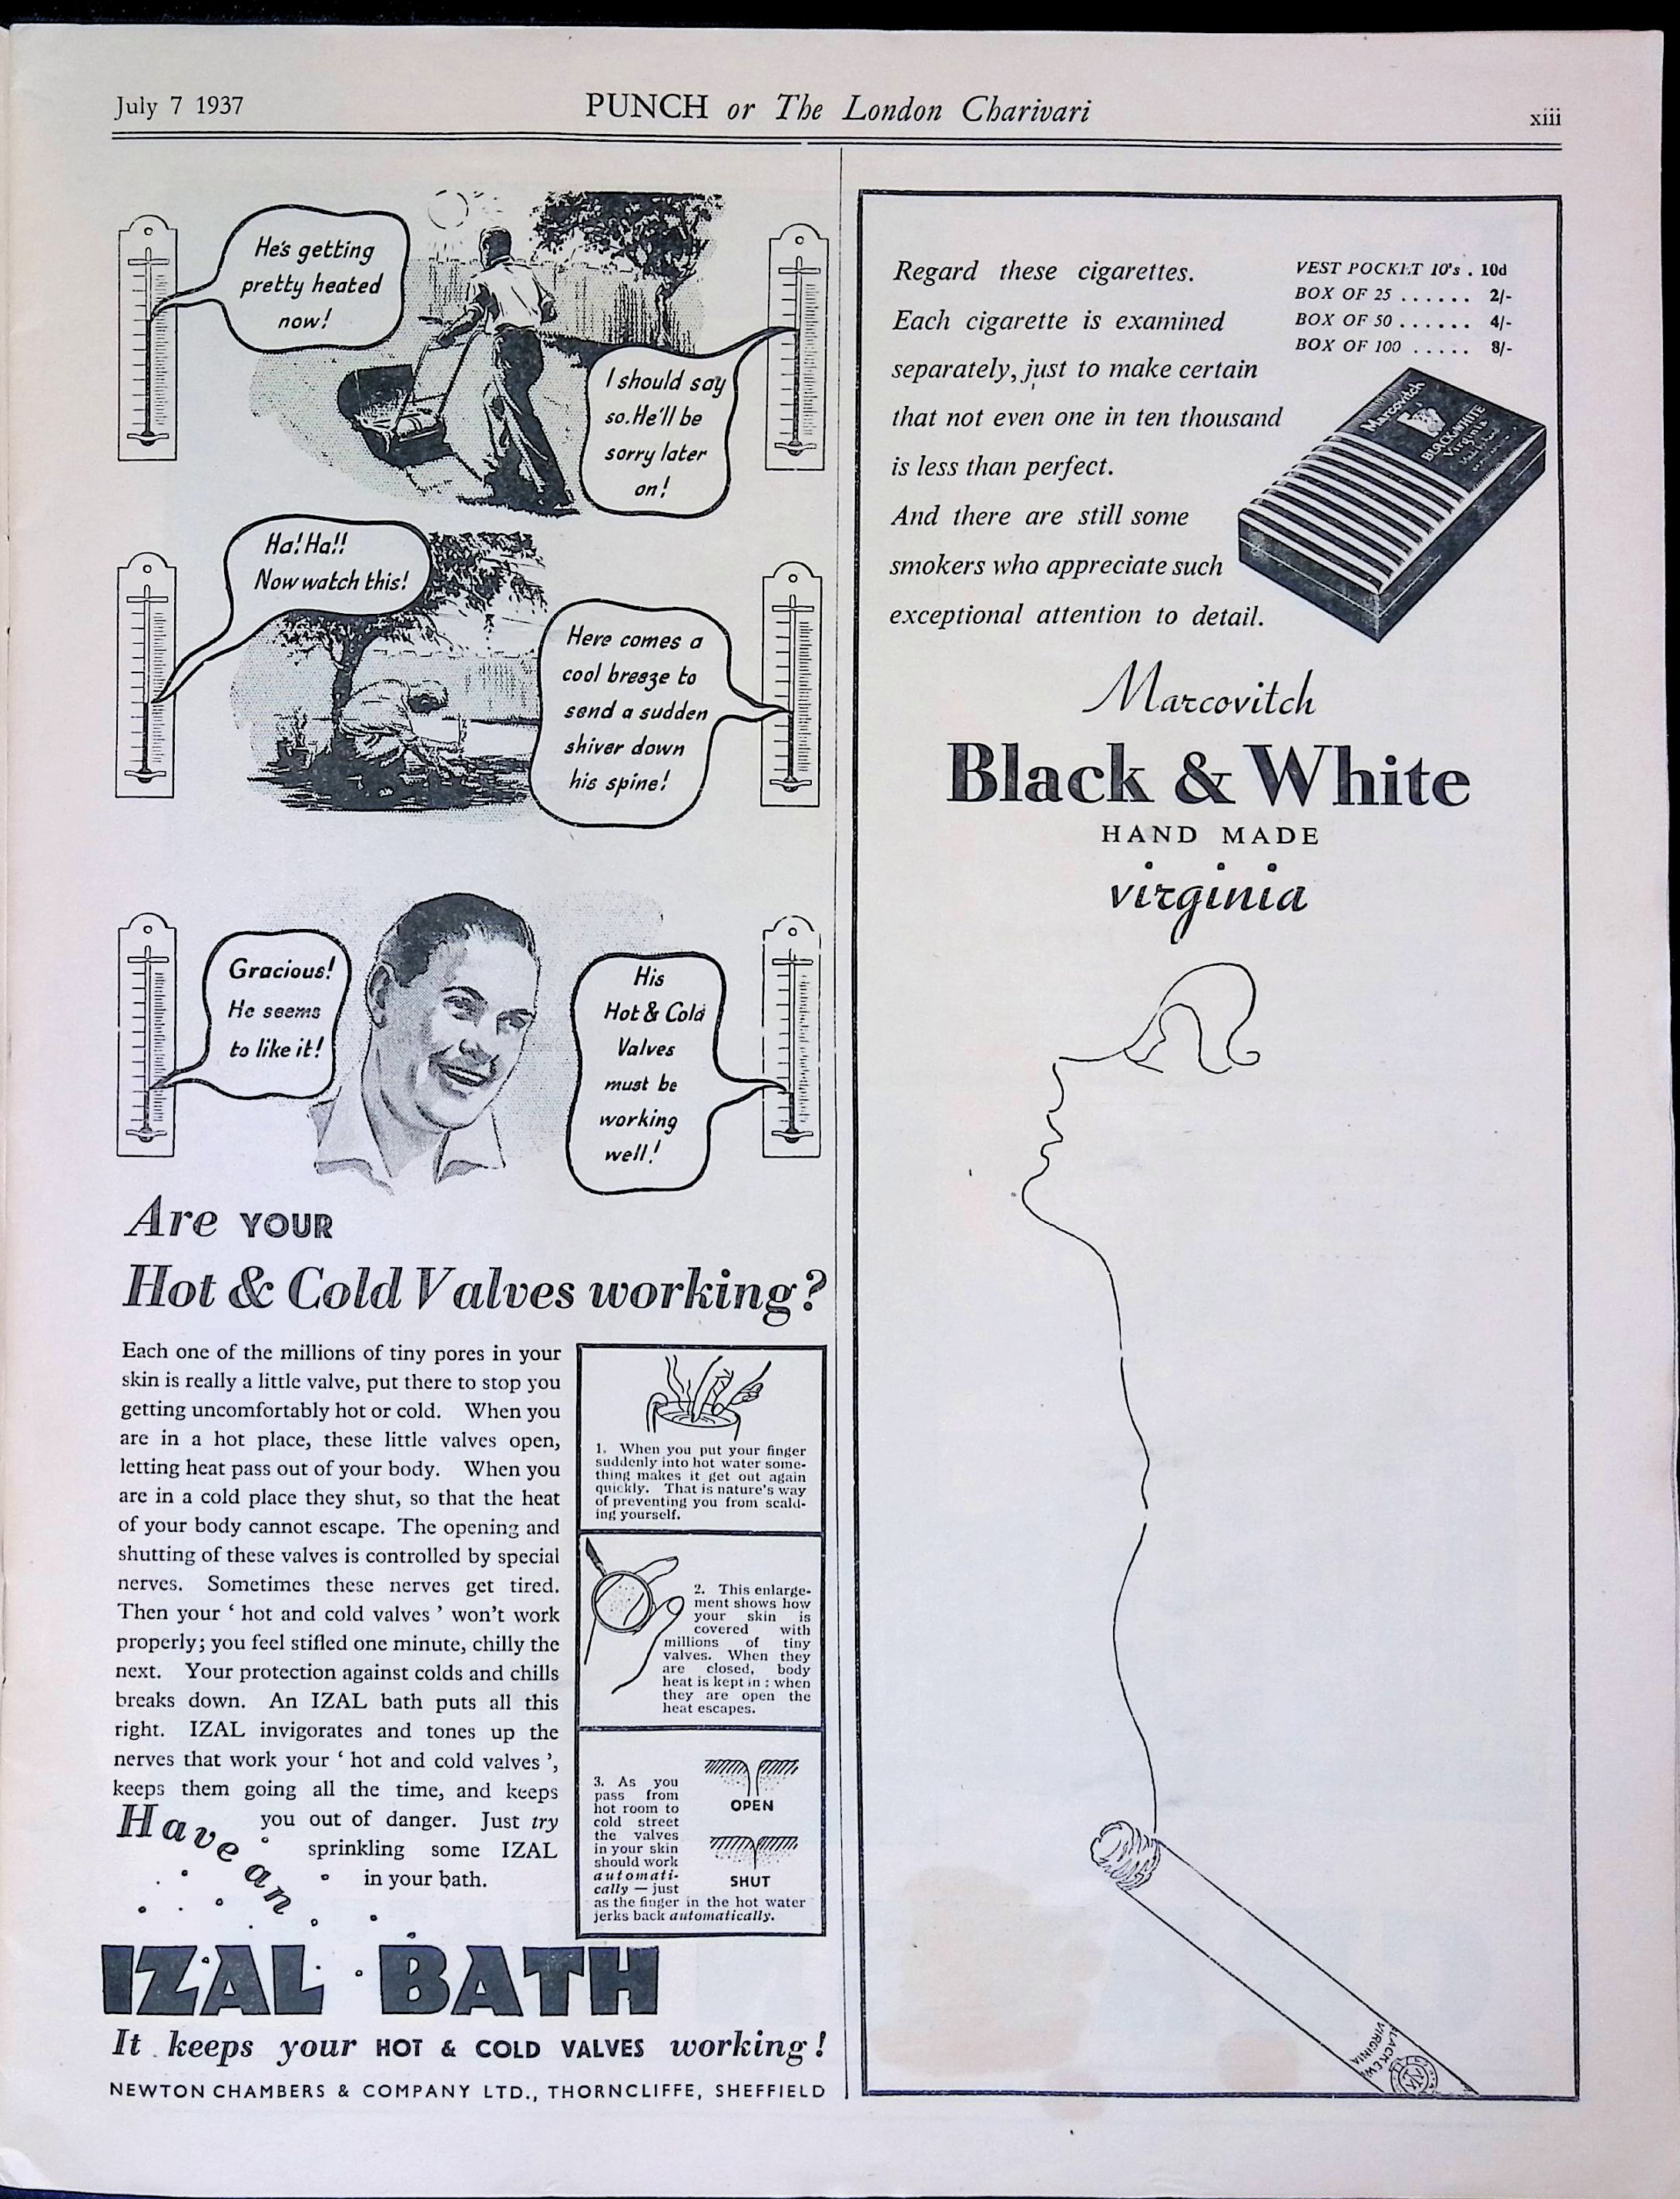 July 7 1937
PUNCH or The London Charivari
xiii
He's getting
pretty heated
now!
I should say
so. He'll be
sorry later
on!
Ha! Ha!!
Now watch this!
Here comes a
cool breeze to
send a sudden
shiver down
his spine!
Gracious!
He seems
to like it!
His
Hot & Cold
Valves
must be
working
well!
Are YOUR
Hot & Cold Valves working?
Each one of the millions of tiny pores in your
skin is really a little valve, put there to stop you
getting uncomfortably hot or cold. When you
are in a hot place, these little valves open,
letting heat pass out of your body. When you
are in a cold place they shut, so that the heat
of your body cannot escape. The opening and
shutting of these valves is controlled by special
nerves. Sometimes these nerves get tired.
Then your ‘ hot and cold valves ’ won't work
properly; you feel stifled one minute, chilly the
next. Your protection against colds and chills
breaks down. An IZAL bath puts all this
right. IZAL invigorates and tones up the
nerves that work your ‘ hot and cold valves ’,
keeps them going all the time, and keeps
you out of danger. Just try
sprinkling some IZAL
in your bath.
1. When you put your finger
suddenly into hot water some-
thing makes it get out again
quickly. That is nature's way
of preventing you from scald-
ing yourself.
2. This enlarge-
ment shows how
your skin is
covered with
millions of tiny
valves. When they
are closed, body
heat is kept in : when
they are open the
heat escapes.
3. As you
pass from
hot room to
cold street
the valves
in your skin
should work
automati-
cally — just
as the finger in the hot water
jerks back automatically.
OPEN
SHUT
Have an
IZAL BATH
It keeps your HOT & COLD VALVES working!
NEWTON CHAMBERS & COMPANY LTD., THORNCLIFFE, SHEFFIELD
Regard these cigarettes.
Each cigarette is examined
separately, just to make certain
that not even one in ten thousand
is less than perfect.
And there are still some
smokers who appreciate such
exceptional attention to detail.
VEST POCKET 10's . 10d
BOX OF 25 ...... 2/-
BOX OF 50 ...... 4/-
BOX OF 100 ..... 8/-
Marcovitch
BLACK & WHITE
Virginia
Marcovitch
Black & White
HAND MADE
virginia
VIRGINIA